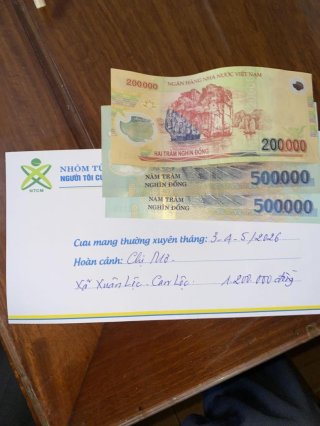 200000
NGÂN HÀNG NHÀ NƯỚC VIỆT NAM
HAI TRĂM NGHÌN ĐỒNG
200000
NĂM TRĂM
NGHÌN ĐỒNG
500000
NĂM TRĂM
NGHÌN ĐỒNG
500000
NTCM
NHÓM TỪ
NGƯỜI TÔI CƯ
Cưu mang thường xuyên tháng: 3-4-5/2026
Hoàn cảnh: Chị Mơ.
Xã Xuân Lộc - Can Lộc. 1.200.000 đồng